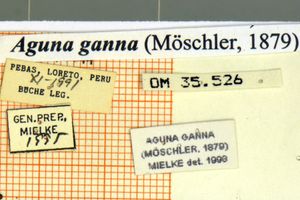 Aguna ganna (Möschler, 1879)
PEBAS, LORETO, PERU
XI-1991
BÜCHE LEG.
OM 35.526
GEN. PREP.
MIELKE
1995
AGUNA GANNA
(MÖSCHLER, 1879)
MIELKE det. 1998